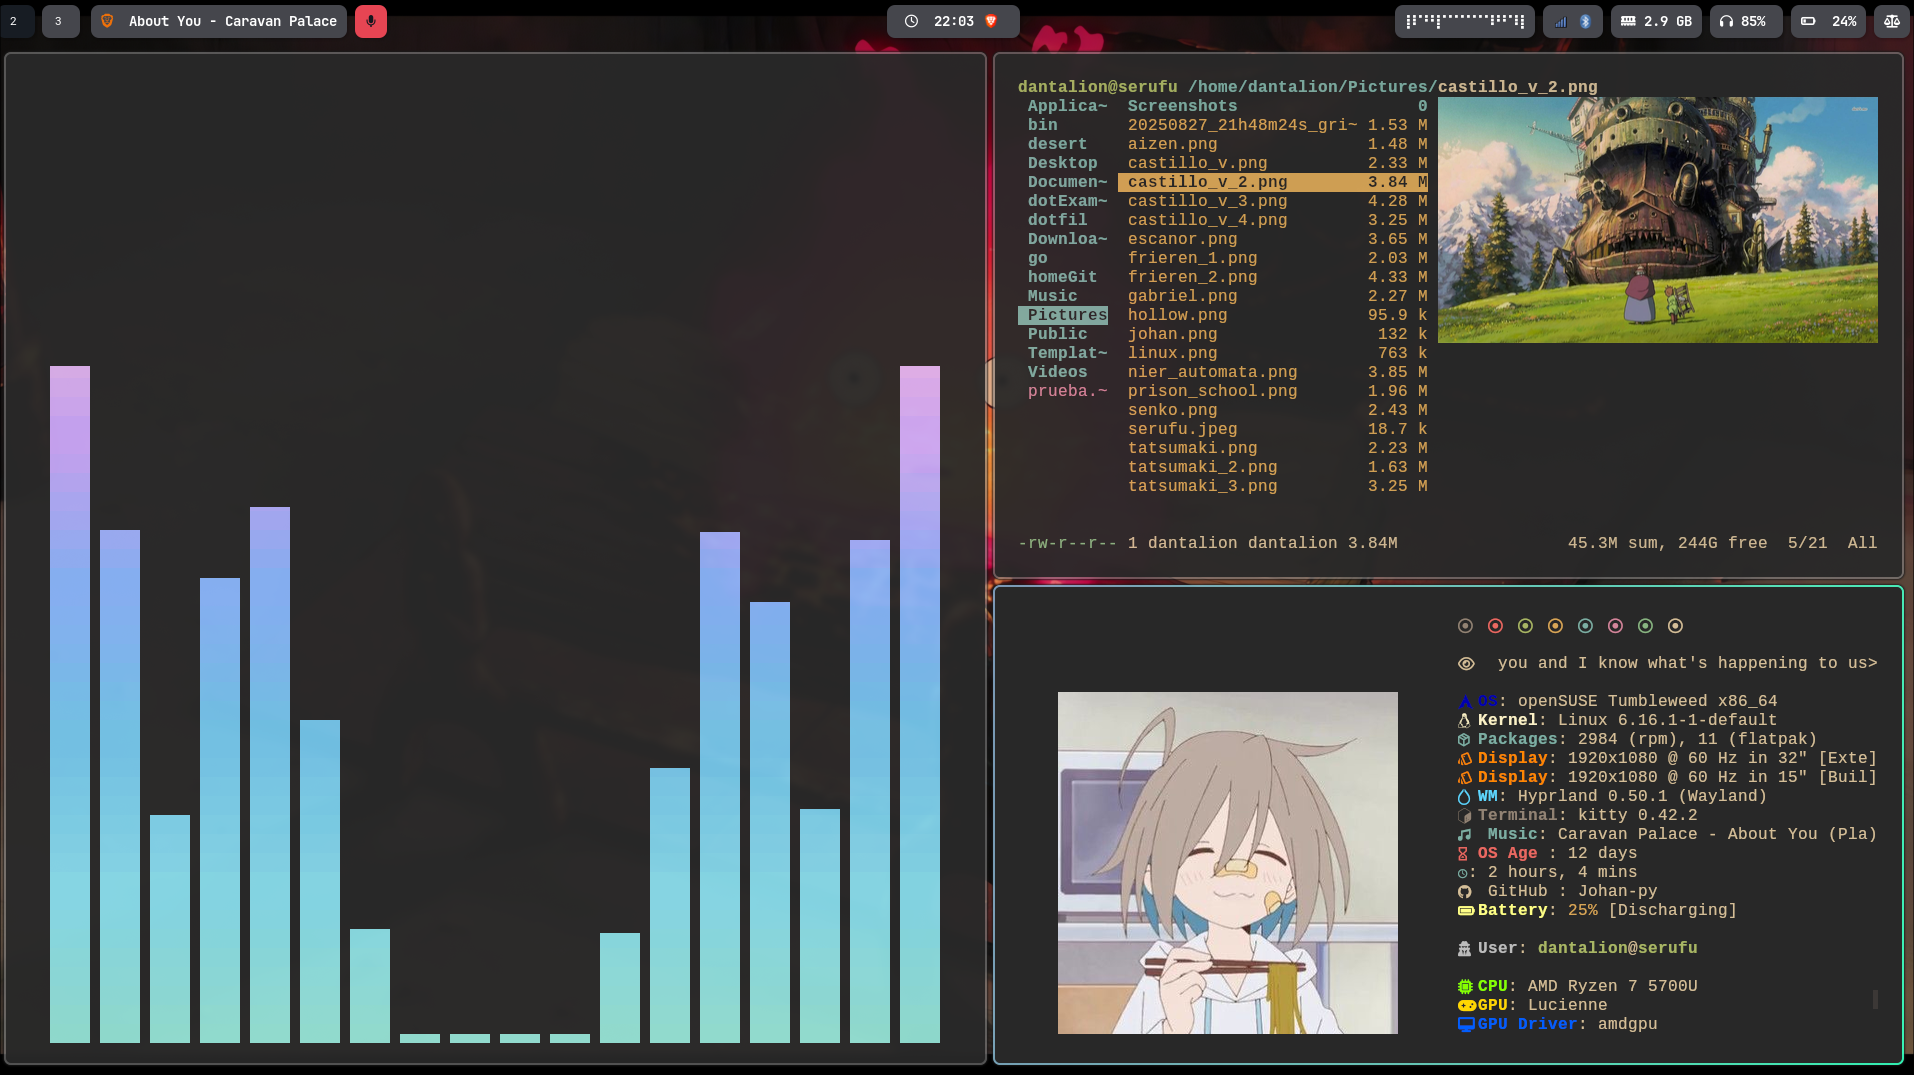 2 3 About You - Caravan Palace 22:03 2.9 GB 85% 24%
dantalion@serufu /home/dantalion/Pictures/castillo_v_2.png
Applica~ Screenshots 0
bin 20250827_21h48m24s_gri~ 1.53 M
desert aizen.png 1.48 M
Desktop castillo_v.png 2.33 M
Documen~ castillo_v_2.png 3.84 M
dotExam~ castillo_v_3.png 4.28 M
dotfil castillo_v_4.png 3.25 M
Downloa~ escanor.png 3.65 M
go frieren_1.png 2.03 M
homeGit frieren_2.png 4.33 M
Music gabriel.png 2.27 M
Pictures hollow.png 95.9 k
Public johan.png 132 k
Templat~ linux.png 763 k
Videos nier_automata.png 3.85 M
prueba.~ prison_school.png 1.96 M
senko.png 2.43 M
serufu.jpeg 18.7 k
tatsumaki.png 2.23 M
tatsumaki_2.png 1.63 M
tatsumaki_3.png 3.25 M
-rw-r--r-- 1 dantalion dantalion 3.84M 45.3M sum, 244G free 5/21 All
you and I know what's happening to us>
OS: openSUSE Tumbleweed x86_64
Kernel: Linux 6.16.1-1-default
Packages: 2984 (rpm), 11 (flatpak)
Display: 1920x1080 @ 60 Hz in 32" [Exte]
Display: 1920x1080 @ 60 Hz in 15" [Buil]
WM: Hyprland 0.50.1 (Wayland)
Terminal: kitty 0.42.2
Music: Caravan Palace - About You (Pla)
OS Age : 12 days
: 2 hours, 4 mins
GitHub : Johan-py
Battery: 25% [Discharging]
User: dantalion@serufu
CPU: AMD Ryzen 7 5700U
GPU: Lucienne
GPU Driver: amdgpu